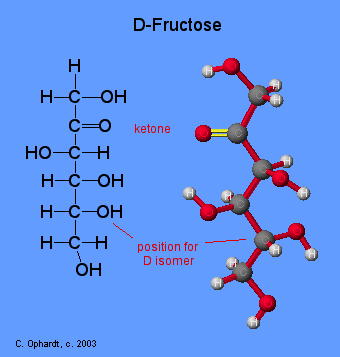 D-Fructose
H
H—C—OH
C=O
ketone
HO—C—H
H—C—OH
H—C—OH
position for
D isomer
H—C—H
OH
H
H
H
H
H
H
H
H
H
H
H
H
C. Ophardt, c. 2003